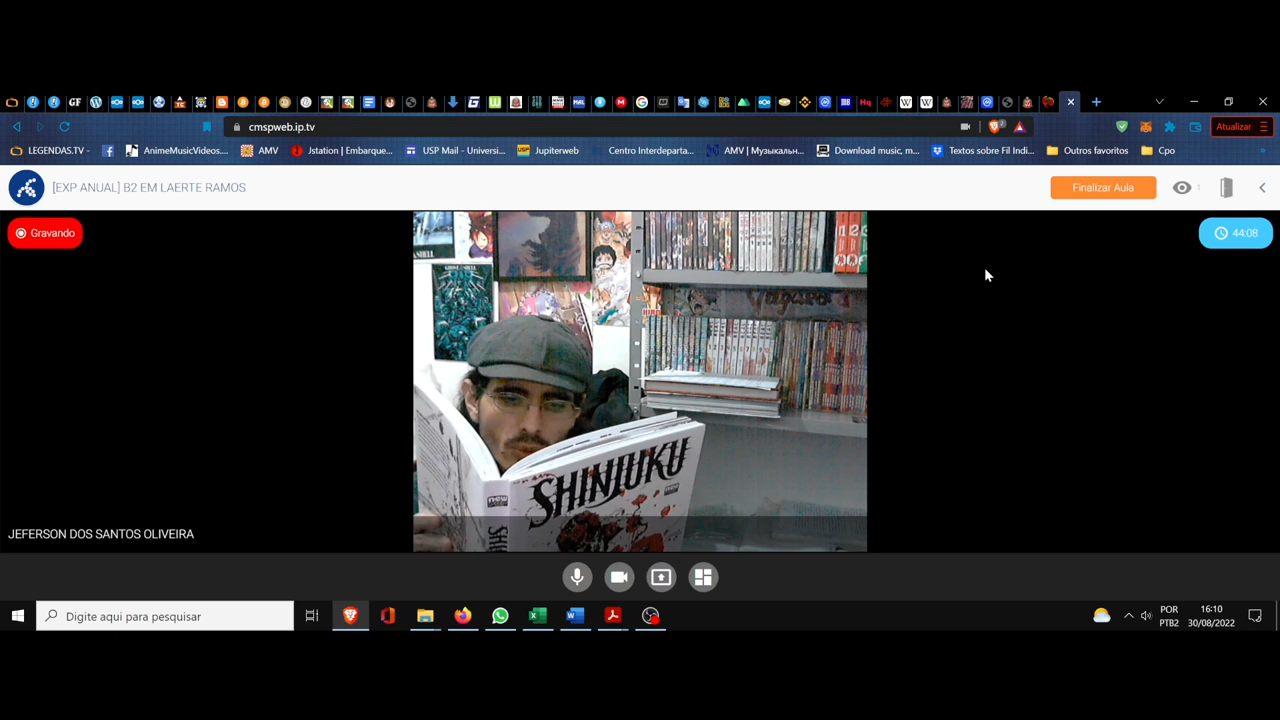 cmspweb.ip.tv
Atualizar
LEGENDAS.TV -
AnimeMusicVideos....
AMV
Jstation | Embarque...
USP Mail - Universi...
Jupiterweb
Centro Interdeparta...
AMV | Музыкальн...
Download music, m...
Textos sobre Fil Indi...
Outros favoritos
Cpo
[EXP ANUAL] B2 EM LAERTE RAMOS
Finalizar Aula
1
Gravando
44:08
SHINJUKU
new
JEFERSON DOS SANTOS OLIVEIRA
Digite aqui para pesquisar
POR
PTB2
16:10
30/08/2022